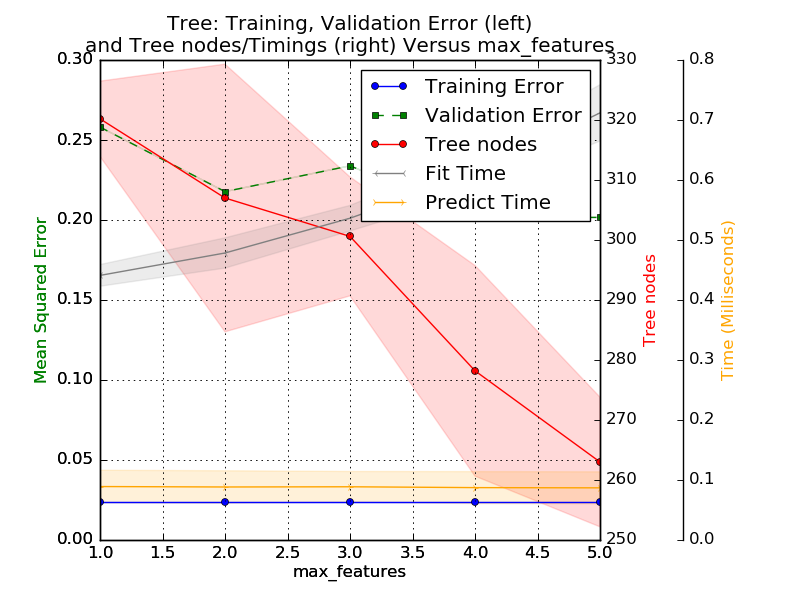 Tree: Training, Validation Error (left)
and Tree nodes/Timings (right) Versus max_features
Mean Squared Error
0.30
0.25
0.20
0.15
0.10
0.05
0.00
Training Error
Validation Error
Tree nodes
Fit Time
Predict Time
330
320
310
300
290
280
270
260
250
Tree nodes
0.8
0.7
0.6
0.5
0.4
0.3
0.2
0.1
0.0
Time (Milliseconds)
1.0 1.5 2.0 2.5 3.0 3.5 4.0 4.5 5.0
max_features